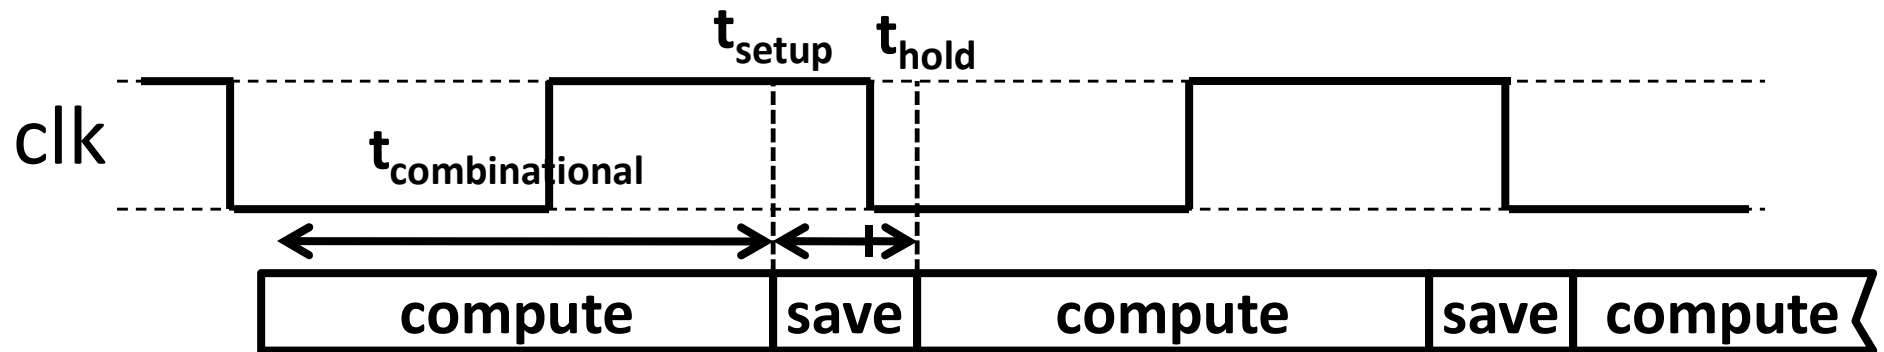 t_setup t_hold
clk
t_combinational
compute save compute save compute